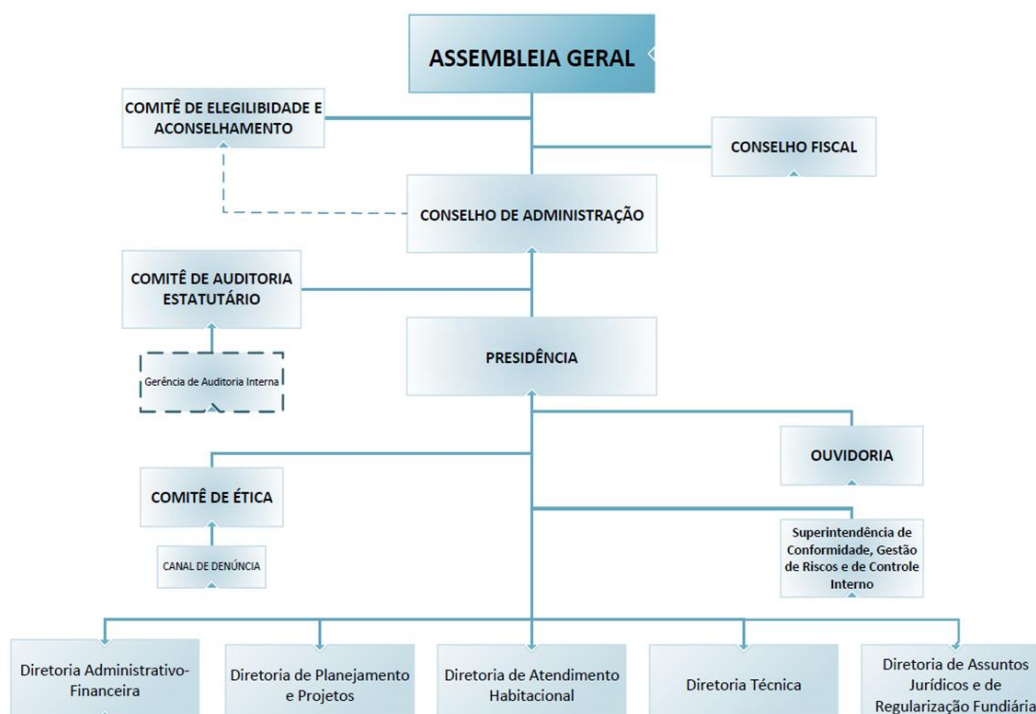 ASSEMBLEIA GERAL
COMITÊ DE ELEGILIBIDADE E
ACONSELHAMENTO
CONSELHO FISCAL
CONSELHO DE ADMINISTRAÇÃO
COMITÊ DE AUDITORIA
ESTATUTÁRIO
PRESIDÊNCIA
Gerência de Auditoria Interna
OUVIDORIA
COMITÊ DE ÉTICA
CANAL DE DENÚNCIA
Superintendência de
Conformidade, Gestão
de Riscos e de Controle
Interno
Diretoria Administrativo-
Financeira
Diretoria de Planejamento
e Projetos
Diretoria de Atendimento
Habitacional
Diretoria Técnica
Diretoria de Assuntos
Jurídicos e de
Regularização Fundiária